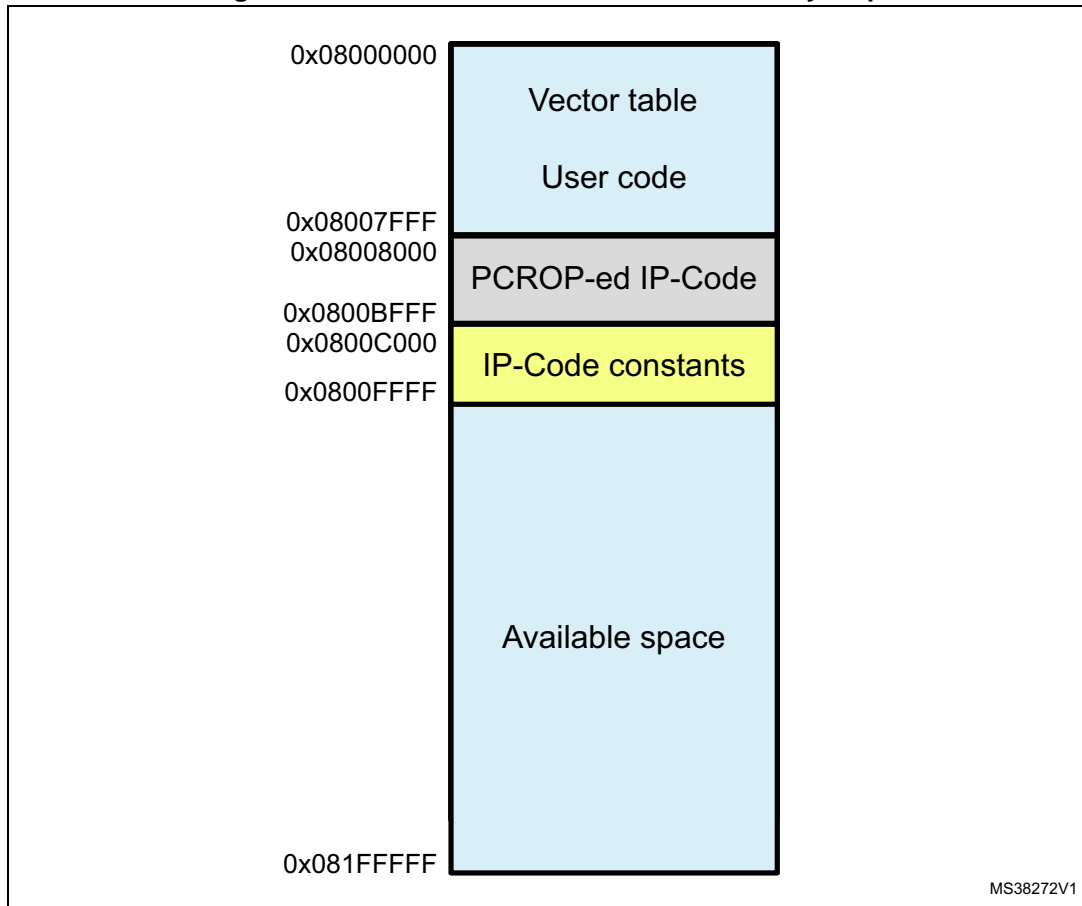 0x08000000
Vector table
User code
0x08007FFF
0x08008000
PCROP-ed IP-Code
0x0800BFFF
0x0800C000
IP-Code constants
0x0800FFFF
Available space
0x081FFFFF
MS38272V1